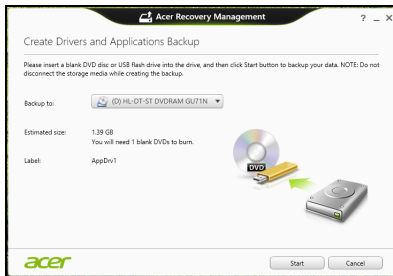 Acer Recovery Management
? _ X
Create Drivers and Applications Backup
Please insert a blank DVD disc or USB flash drive into the drive, and then click Start button to backup your data. NOTE: Do not
disconnect the storage media while creating the backup.
Backup to: (D) HL-DT-ST DVDRAM GU71N
Estimated size: 1.39 GB
You will need 1 blank DVDs to burn.
Label: AppDrv1
DVD
acer Start Cancel